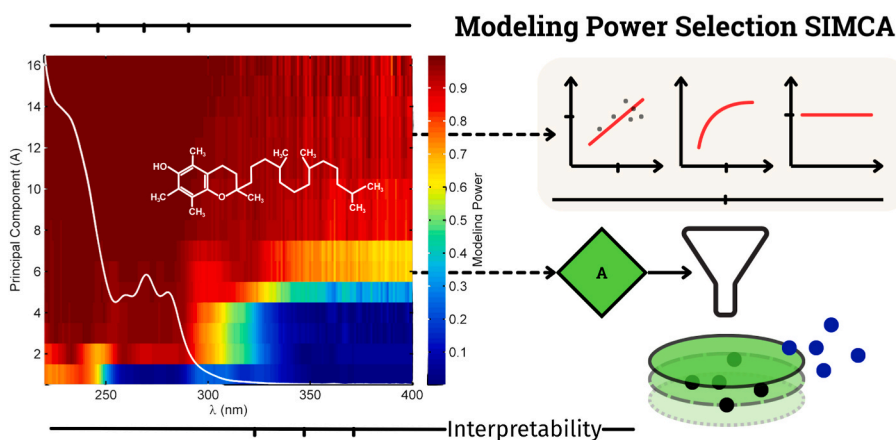 Modeling Power Selection SIMCA
16
14
12
10
8
6
4
2
Principal Component (A)
250
300
350
400
λ (nm)
HO
CH₃
H₃C
CH₃
O
CH₃
CH₃
H₃C
CH₃
CH₃
0.9
0.8
0.7
0.6
0.5
0.4
0.3
0.2
0.1
Modeling Power
A
Interpretability